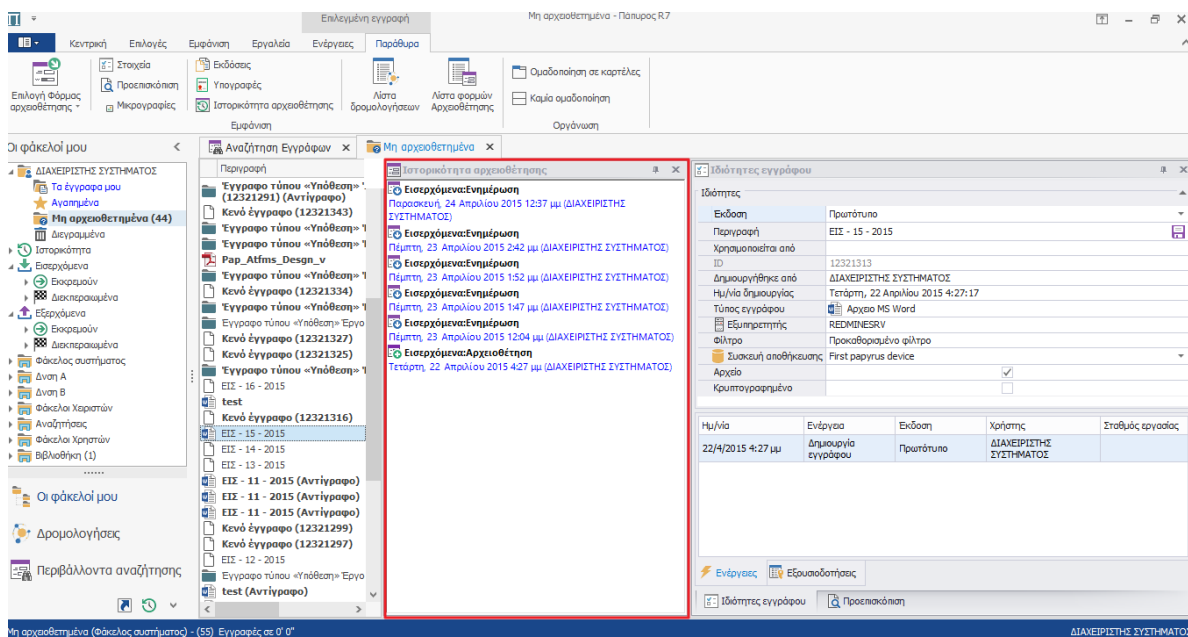 Επιλεγμένη εγγραφή
Μη αρχειοθετημένα - Πάπυρος R7
Κεντρική Επιλογές Εμφάνιση Εργαλεία Ενέργειες Παράθυρα
Επιλογή Φόρμας
αρχειοθέτησης
Στοιχεία
Προεπισκόπιση
Μικρογραφίες
Εκδόσεις
Υπογραφές
Ιστορικότητα αρχειοθέτησης
Λίστα
δρομολογήσεων
Λίστα φορμών
Αρχειοθέτησης
Ομαδοποίηση σε καρτέλες
Καμία ομαδοποίηση
Εμφάνιση
Οργάνωση
Οι φάκελοί μου
ΔΙΑΧΕΙΡΙΣΤΗΣ ΣΥΣΤΗΜΑΤΟΣ
Τα έγγραφα μου
Αγαπημένα
Μη αρχειοθετημένα (44)
Διεγραμμένα
Ιστορικότητα
Εισερχόμενα
Εκκρεμούν
Διεκπεραιωμένα
Εξερχόμενα
Εκκρεμούν
Διεκπεραιωμένα
Φάκελος συστήματος
Δνση Α
Δνση Β
Φάκελοι Χειριστών
Αναζητήσεις
Φάκελοι Χρηστών
Βιβλιοθήκη (1)
Οι φάκελοί μου
Δρομολογήσεις
Περιβάλλοντα αναζήτησης
Αναζήτηση Εγγράφων
Μη αρχειοθετημένα
Περιγραφή
Έγγραφο τύπου «Υπόθεση»
(12321291) (Αντίγραφο)
Κενό έγγραφο (12321343)
Έγγραφο τύπου «Υπόθεση»
Έγγραφο τύπου «Υπόθεση»
Pap_Atfms_Desgn_v
Έγγραφο τύπου «Υπόθεση»
Κενό έγγραφο (12321334)
Έγγραφο τύπου «Υπόθεση»
Έγγραφο τύπου «Υπόθεση» Έργο
Κενό έγγραφο (12321327)
Κενό έγγραφο (12321325)
Έγγραφο τύπου «Υπόθεση»
ΕΙΣ - 16 - 2015
test
Κενό έγγραφο (12321316)
ΕΙΣ - 15 - 2015
ΕΙΣ - 14 - 2015
ΕΙΣ - 13 - 2015
ΕΙΣ - 11 - 2015 (Αντίγραφο)
ΕΙΣ - 11 - 2015 (Αντίγραφο)
ΕΙΣ - 11 - 2015 (Αντίγραφο)
Κενό έγγραφο (12321299)
Κενό έγγραφο (12321297)
ΕΙΣ - 12 - 2015
Έγγραφο τύπου «Υπόθεση» Έργο
test (Αντίγραφο)
Ιστορικότητα αρχειοθέτησης
Εισερχόμενα:Ενημέρωση
Παρασκευή, 24 Απριλίου 2015 12:37 μμ (ΔΙΑΧΕΙΡΙΣΤΗΣ
ΣΥΣΤΗΜΑΤΟΣ)
Εισερχόμενα:Ενημέρωση
Πέμπτη, 23 Απριλίου 2015 2:42 μμ (ΔΙΑΧΕΙΡΙΣΤΗΣ ΣΥΣΤΗΜΑΤΟΣ)
Εισερχόμενα:Ενημέρωση
Πέμπτη, 23 Απριλίου 2015 1:52 μμ (ΔΙΑΧΕΙΡΙΣΤΗΣ ΣΥΣΤΗΜΑΤΟΣ)
Εισερχόμενα:Ενημέρωση
Πέμπτη, 23 Απριλίου 2015 1:47 μμ (ΔΙΑΧΕΙΡΙΣΤΗΣ ΣΥΣΤΗΜΑΤΟΣ)
Εισερχόμενα:Ενημέρωση
Πέμπτη, 23 Απριλίου 2015 12:04 μμ (ΔΙΑΧΕΙΡΙΣΤΗΣ ΣΥΣΤΗΜΑΤΟΣ)
Εισερχόμενα:Αρχειοθέτηση
Τετάρτη, 22 Απριλίου 2015 4:27 μμ (ΔΙΑΧΕΙΡΙΣΤΗΣ ΣΥΣΤΗΜΑΤΟΣ)
Ιδιότητες εγγράφου
Ιδιότητες
Έκδοση Πρωτότυπο
Περιγραφή ΕΙΣ - 15 - 2015
Χρησιμοποιείται από
ID 12321313
Δημιουργήθηκε από ΔΙΑΧΕΙΡΙΣΤΗΣ ΣΥΣΤΗΜΑΤΟΣ
Ημ/νία δημιουργίας Τετάρτη, 22 Απριλίου 2015 4:27:17
Τύπος εγγράφου Αρχειο MS Word
Εξυπηρετητής REDMINESRV
Φίλτρο Προκαθορισμένο φίλτρο
Συσκευή αποθήκευσης First papyrus device
Αρχείο
Κρυπτογραφημένο
Ημ/νία Ενέργεια Έκδοση Χρήστης Σταθμός εργασίας
22/4/2015 4:27 μμ Δημιουργία εγγράφου Πρωτότυπο ΔΙΑΧΕΙΡΙΣΤΗΣ ΣΥΣΤΗΜΑΤΟΣ
Ενέργειες Εξουσιοδοτήσεις
Ιδιότητες εγγράφου Προεπισκόπιση
Μη αρχειοθετημένα (Φάκελος συστήματος) - (55) Εγγραφές σε 0' 0"
ΔΙΑΧΕΙΡΙΣΤΗΣ ΣΥΣΤΗΜΑΤΟΣ